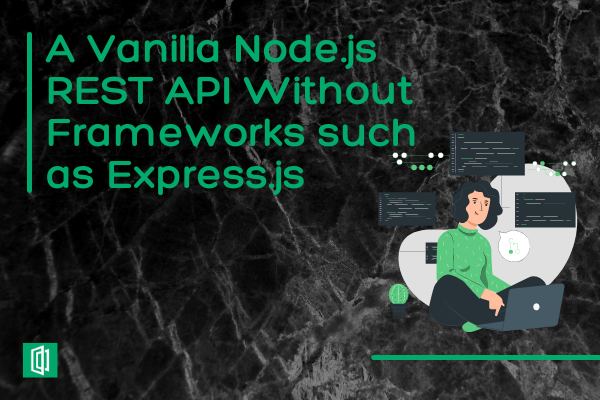 A Vanilla Node.js
REST API Without
Frameworks such
as Express.js